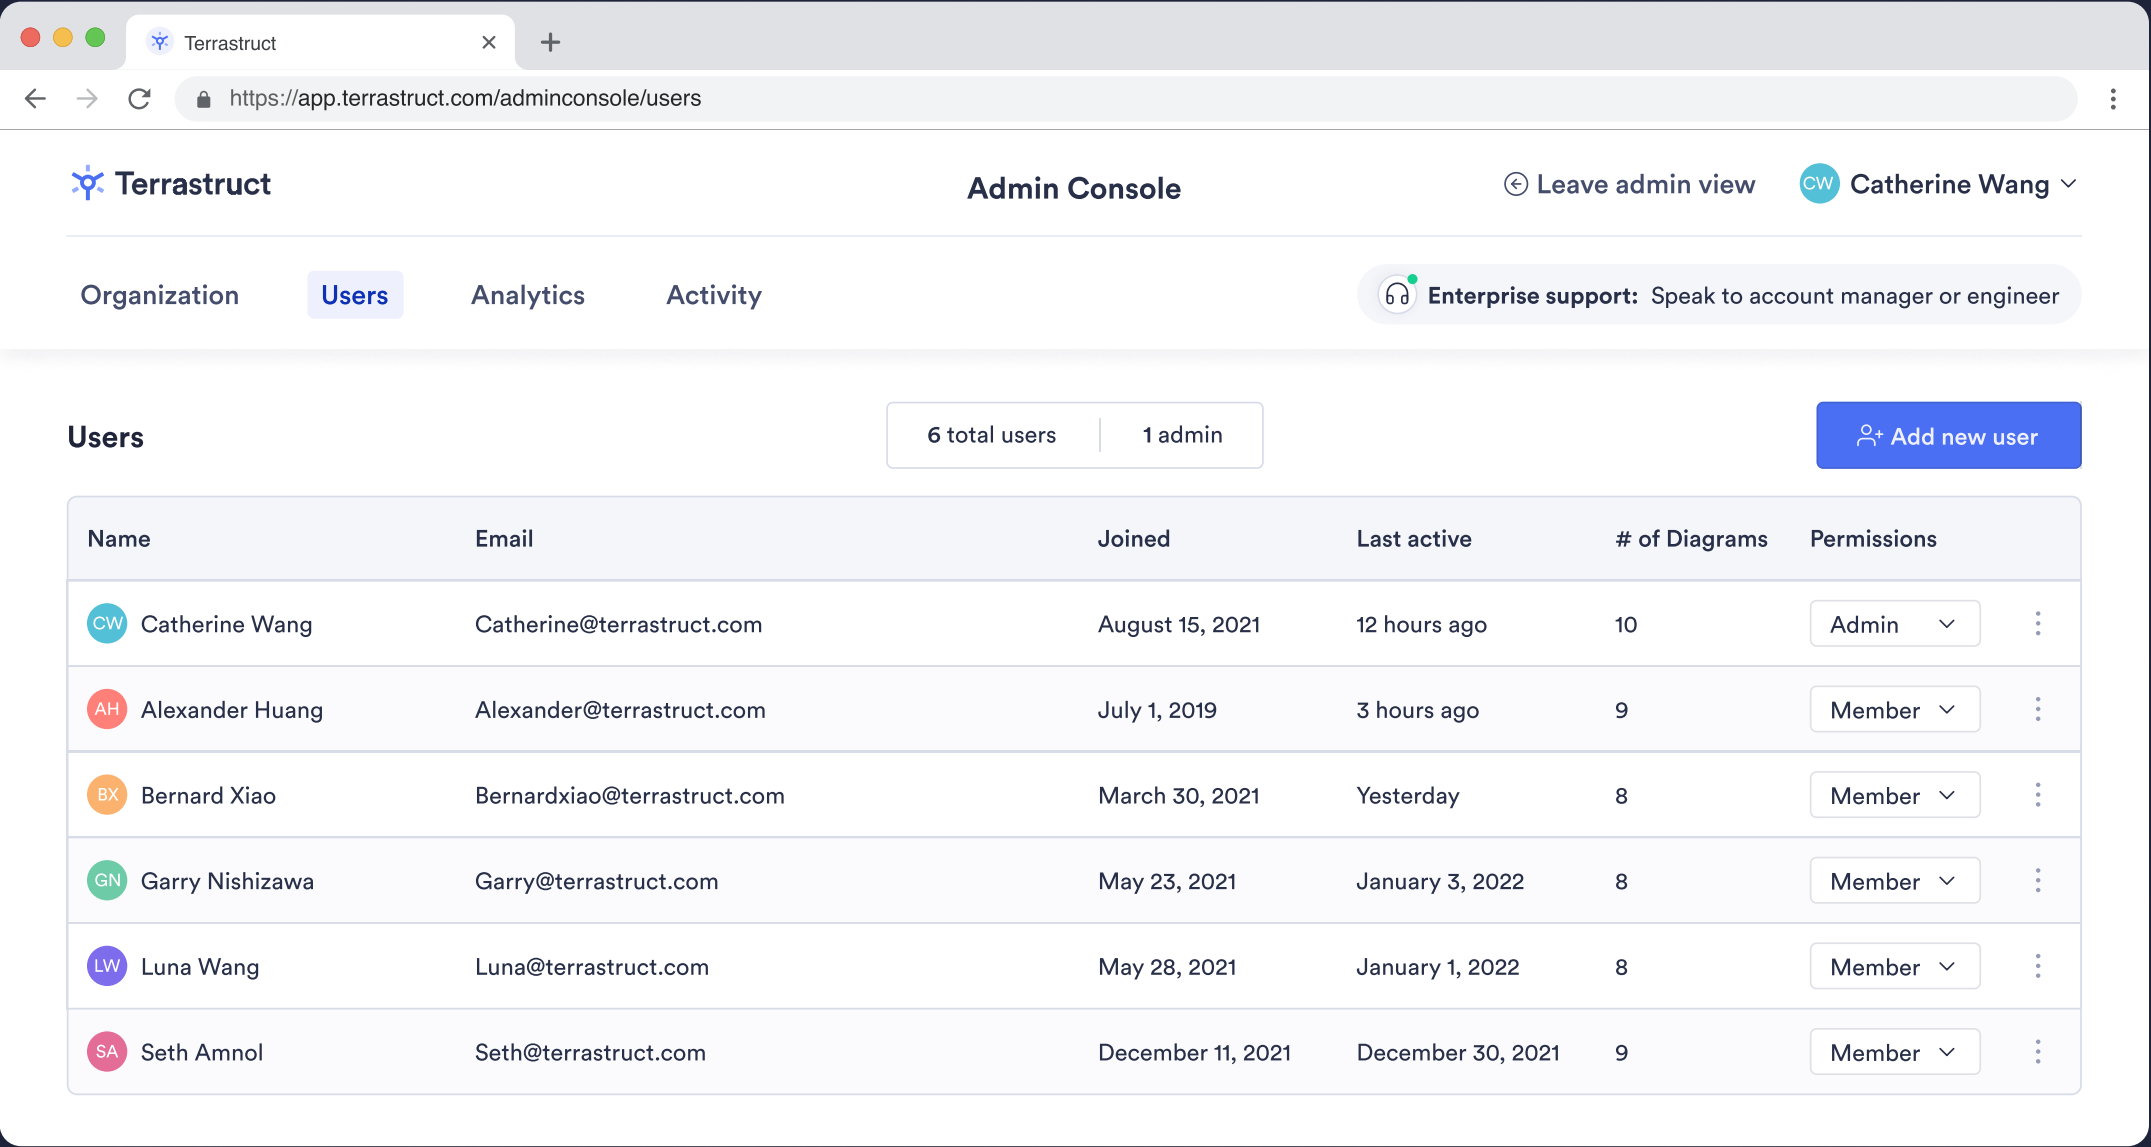 Terrastruct
https://app.terrastruct.com/adminconsole/users
Terrastruct
Admin Console
Leave admin view
CW Catherine Wang
Organization Users Analytics Activity
Enterprise support: Speak to account manager or engineer
Users
6 total users 1 admin
Add new user
Name Email Joined Last active # of Diagrams Permissions
CW Catherine Wang Catherine@terrastruct.com August 15, 2021 12 hours ago 10 Admin
AH Alexander Huang Alexander@terrastruct.com July 1, 2019 3 hours ago 9 Member
BX Bernard Xiao Bernardxiao@terrastruct.com March 30, 2021 Yesterday 8 Member
GN Garry Nishizawa Garry@terrastruct.com May 23, 2021 January 3, 2022 8 Member
LW Luna Wang Luna@terrastruct.com May 28, 2021 January 1, 2022 8 Member
SA Seth Amnol Seth@terrastruct.com December 11, 2021 December 30, 2021 9 Member